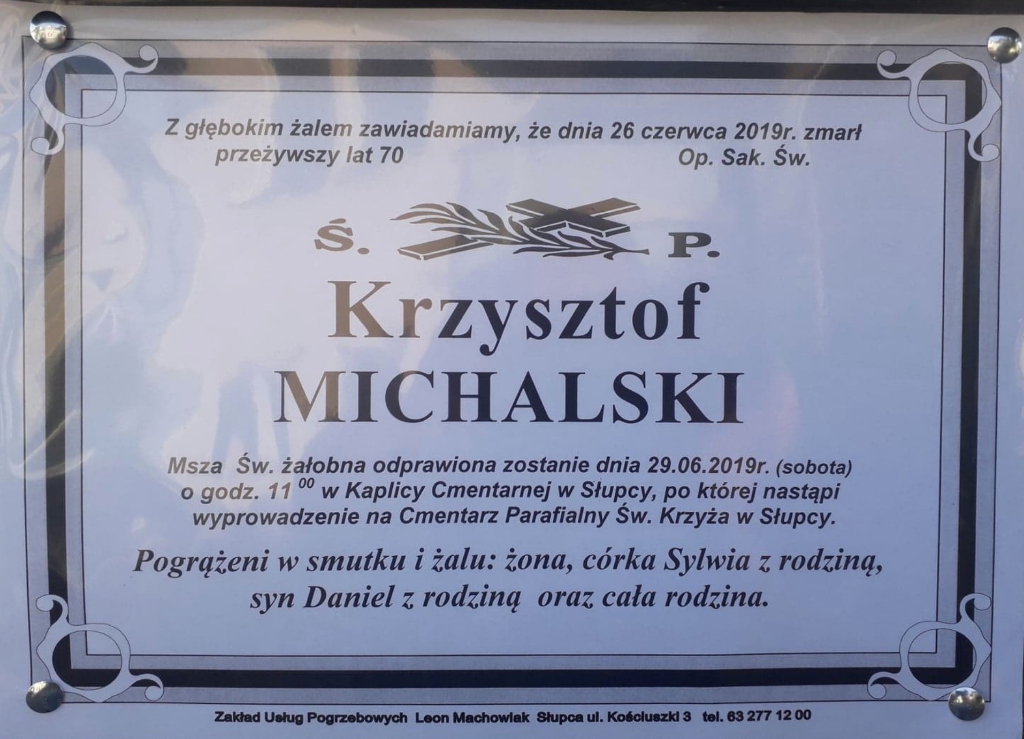 Z głębokim żalem zawiadamiamy, że dnia 26 czerwca 2019r. zmarł
przeżywszy lat 70 Op. Sak. Św.
Ś. P.
Krzysztof
MICHALSKI
Msza Św. żałobna odprawiona zostanie dnia 29.06.2019r. (sobota)
o godz. 11 00 w Kaplicy Cmentarnej w Słupcy, po której nastąpi
wyprowadzenie na Cmentarz Parafialny Św. Krzyża w Słupcy.
Pogrążeni w smutku i żalu: żona, córka Sylwia z rodziną,
syn Daniel z rodziną oraz cała rodzina.
Zakład Usług Pogrzebowych Leon Machowiak Słupca ul. Kościuszki 3 tel. 63 277 12 00